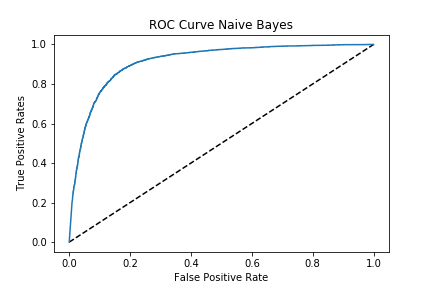 ROC Curve Naive Bayes
1.0
0.8
0.6
0.4
0.2
0.0
True Positive Rates
0.0 0.2 0.4 0.6 0.8 1.0
False Positive Rate